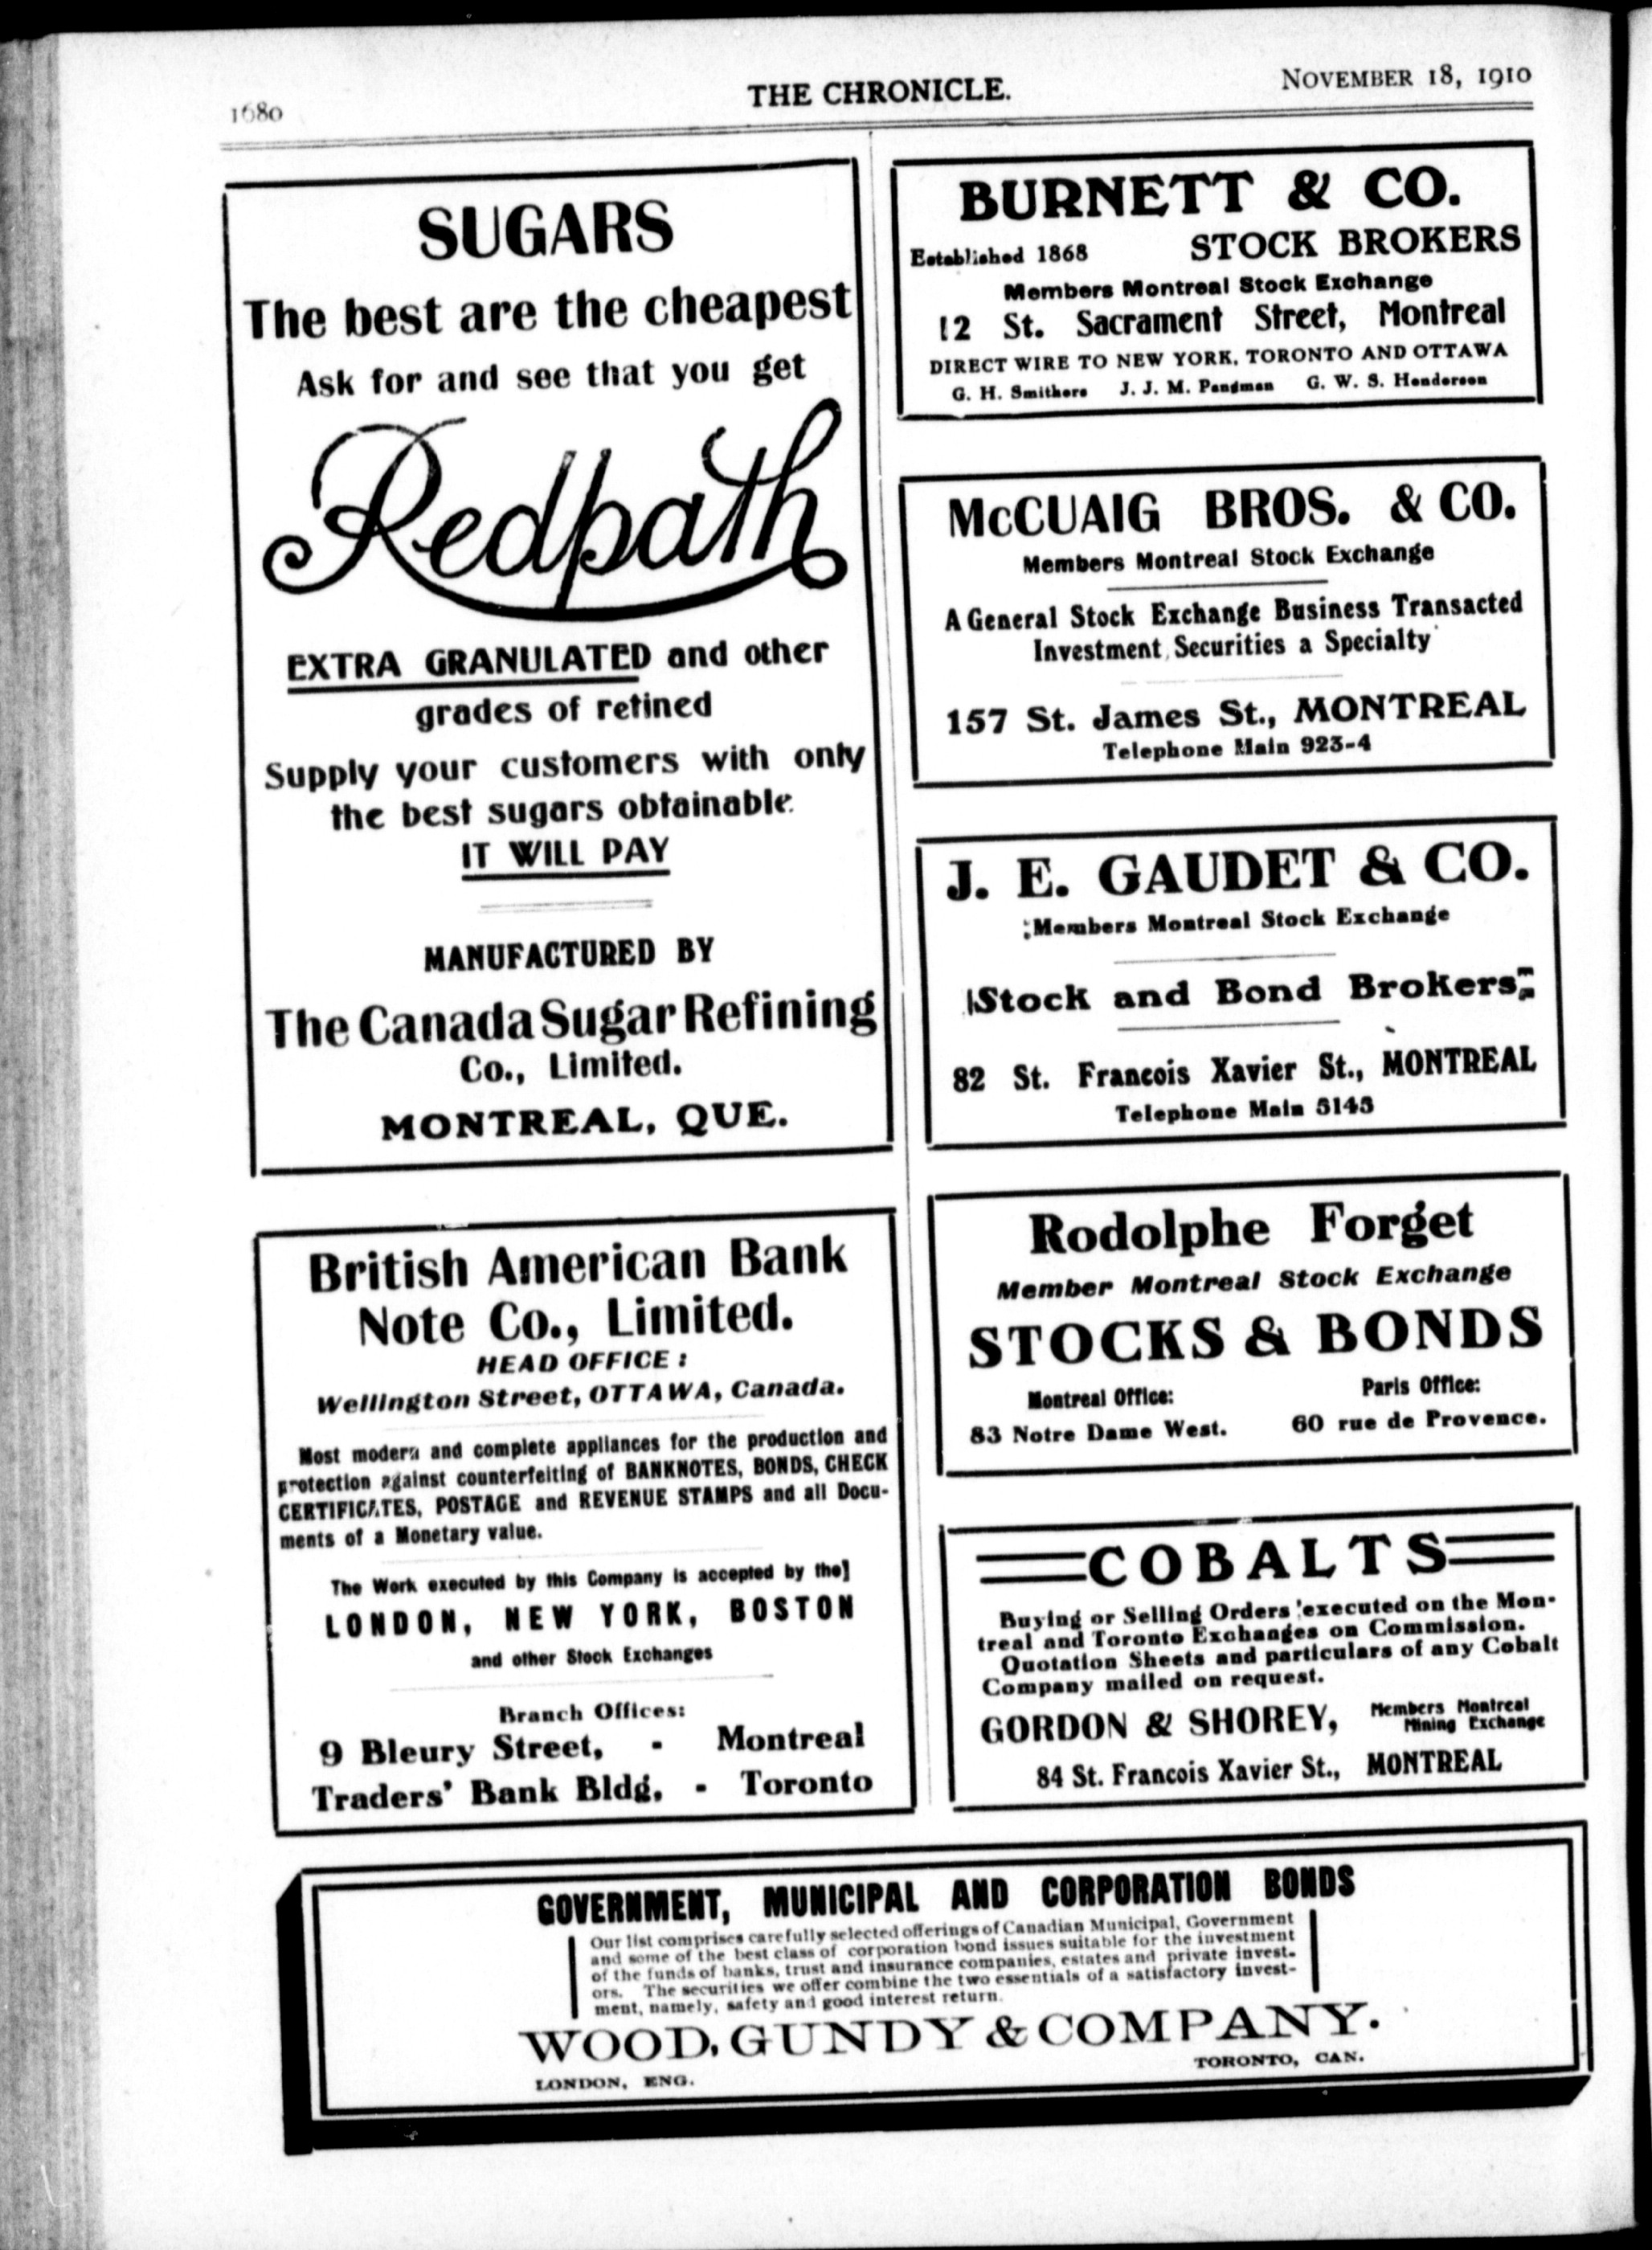 1680
THE CHRONICLE.
NOVEMBER 18, 1910
SUGARS
The best are the cheapest
Ask for and see that you get
Redpath
EXTRA GRANULATED and other
grades of refined
Supply your customers with only
the best sugars obtainable.
IT WILL PAY
MANUFACTURED BY
The Canada Sugar Refining
Co., Limited.
MONTREAL, QUE.
British American Bank
Note Co., Limited.
HEAD OFFICE :
Wellington Street, OTTAWA, Canada.
Most modern and complete appliances for the production and
protection against counterfeiting of BANKNOTES, BONDS, CHECK
CERTIFICATES, POSTAGE and REVENUE STAMPS and all Docu-
ments of a Monetary value.
The Work executed by this Company is accepted by the
LONDON, NEW YORK, BOSTON
and other Stock Exchanges
Branch Offices:
9 Bleury Street, - Montreal
Traders' Bank Bldg, - Toronto
BURNETT & CO.
Established 1868 STOCK BROKERS
Members Montreal Stock Exchange
12 St. Sacrament Street, Montreal
DIRECT WIRE TO NEW YORK, TORONTO AND OTTAWA
G. H. Smithers J. J. M. Pangman G. W. S. Henderson
McCUAIG BROS. & CO.
Members Montreal Stock Exchange
A General Stock Exchange Business Transacted
Investment Securities a Specialty
157 St. James St., MONTREAL
Telephone Main 923-4
J. E. GAUDET & CO.
Members Montreal Stock Exchange
Stock and Bond Brokers
82 St. Francois Xavier St., MONTREAL
Telephone Main 5145
Rodolphe Forget
Member Montreal Stock Exchange
STOCKS & BONDS
Montreal Office: Paris Office:
83 Notre Dame West. 60 rue de Provence.
COBALTS
Buying or Selling Orders executed on the Mon-
treal and Toronto Exchanges on Commission.
Quotation Sheets and particulars of any Cobalt
Company mailed on request.
GORDON & SHOREY, Members Montreal
Mining Exchange
84 St. Francois Xavier St., MONTREAL
GOVERNMENT, MUNICIPAL AND CORPORATION BONDS
Our list comprises carefully selected offerings of Canadian Municipal, Government
and some of the best class of corporation bond issues suitable for the investment
of the funds of banks, trust and insurance companies, estates and private invest-
ors. The securities we offer combine the two essentials of a satisfactory invest-
ment, namely, safety and good interest return.
WOOD, GUNDY & COMPANY.
LONDON, ENG. TORONTO, CAN.